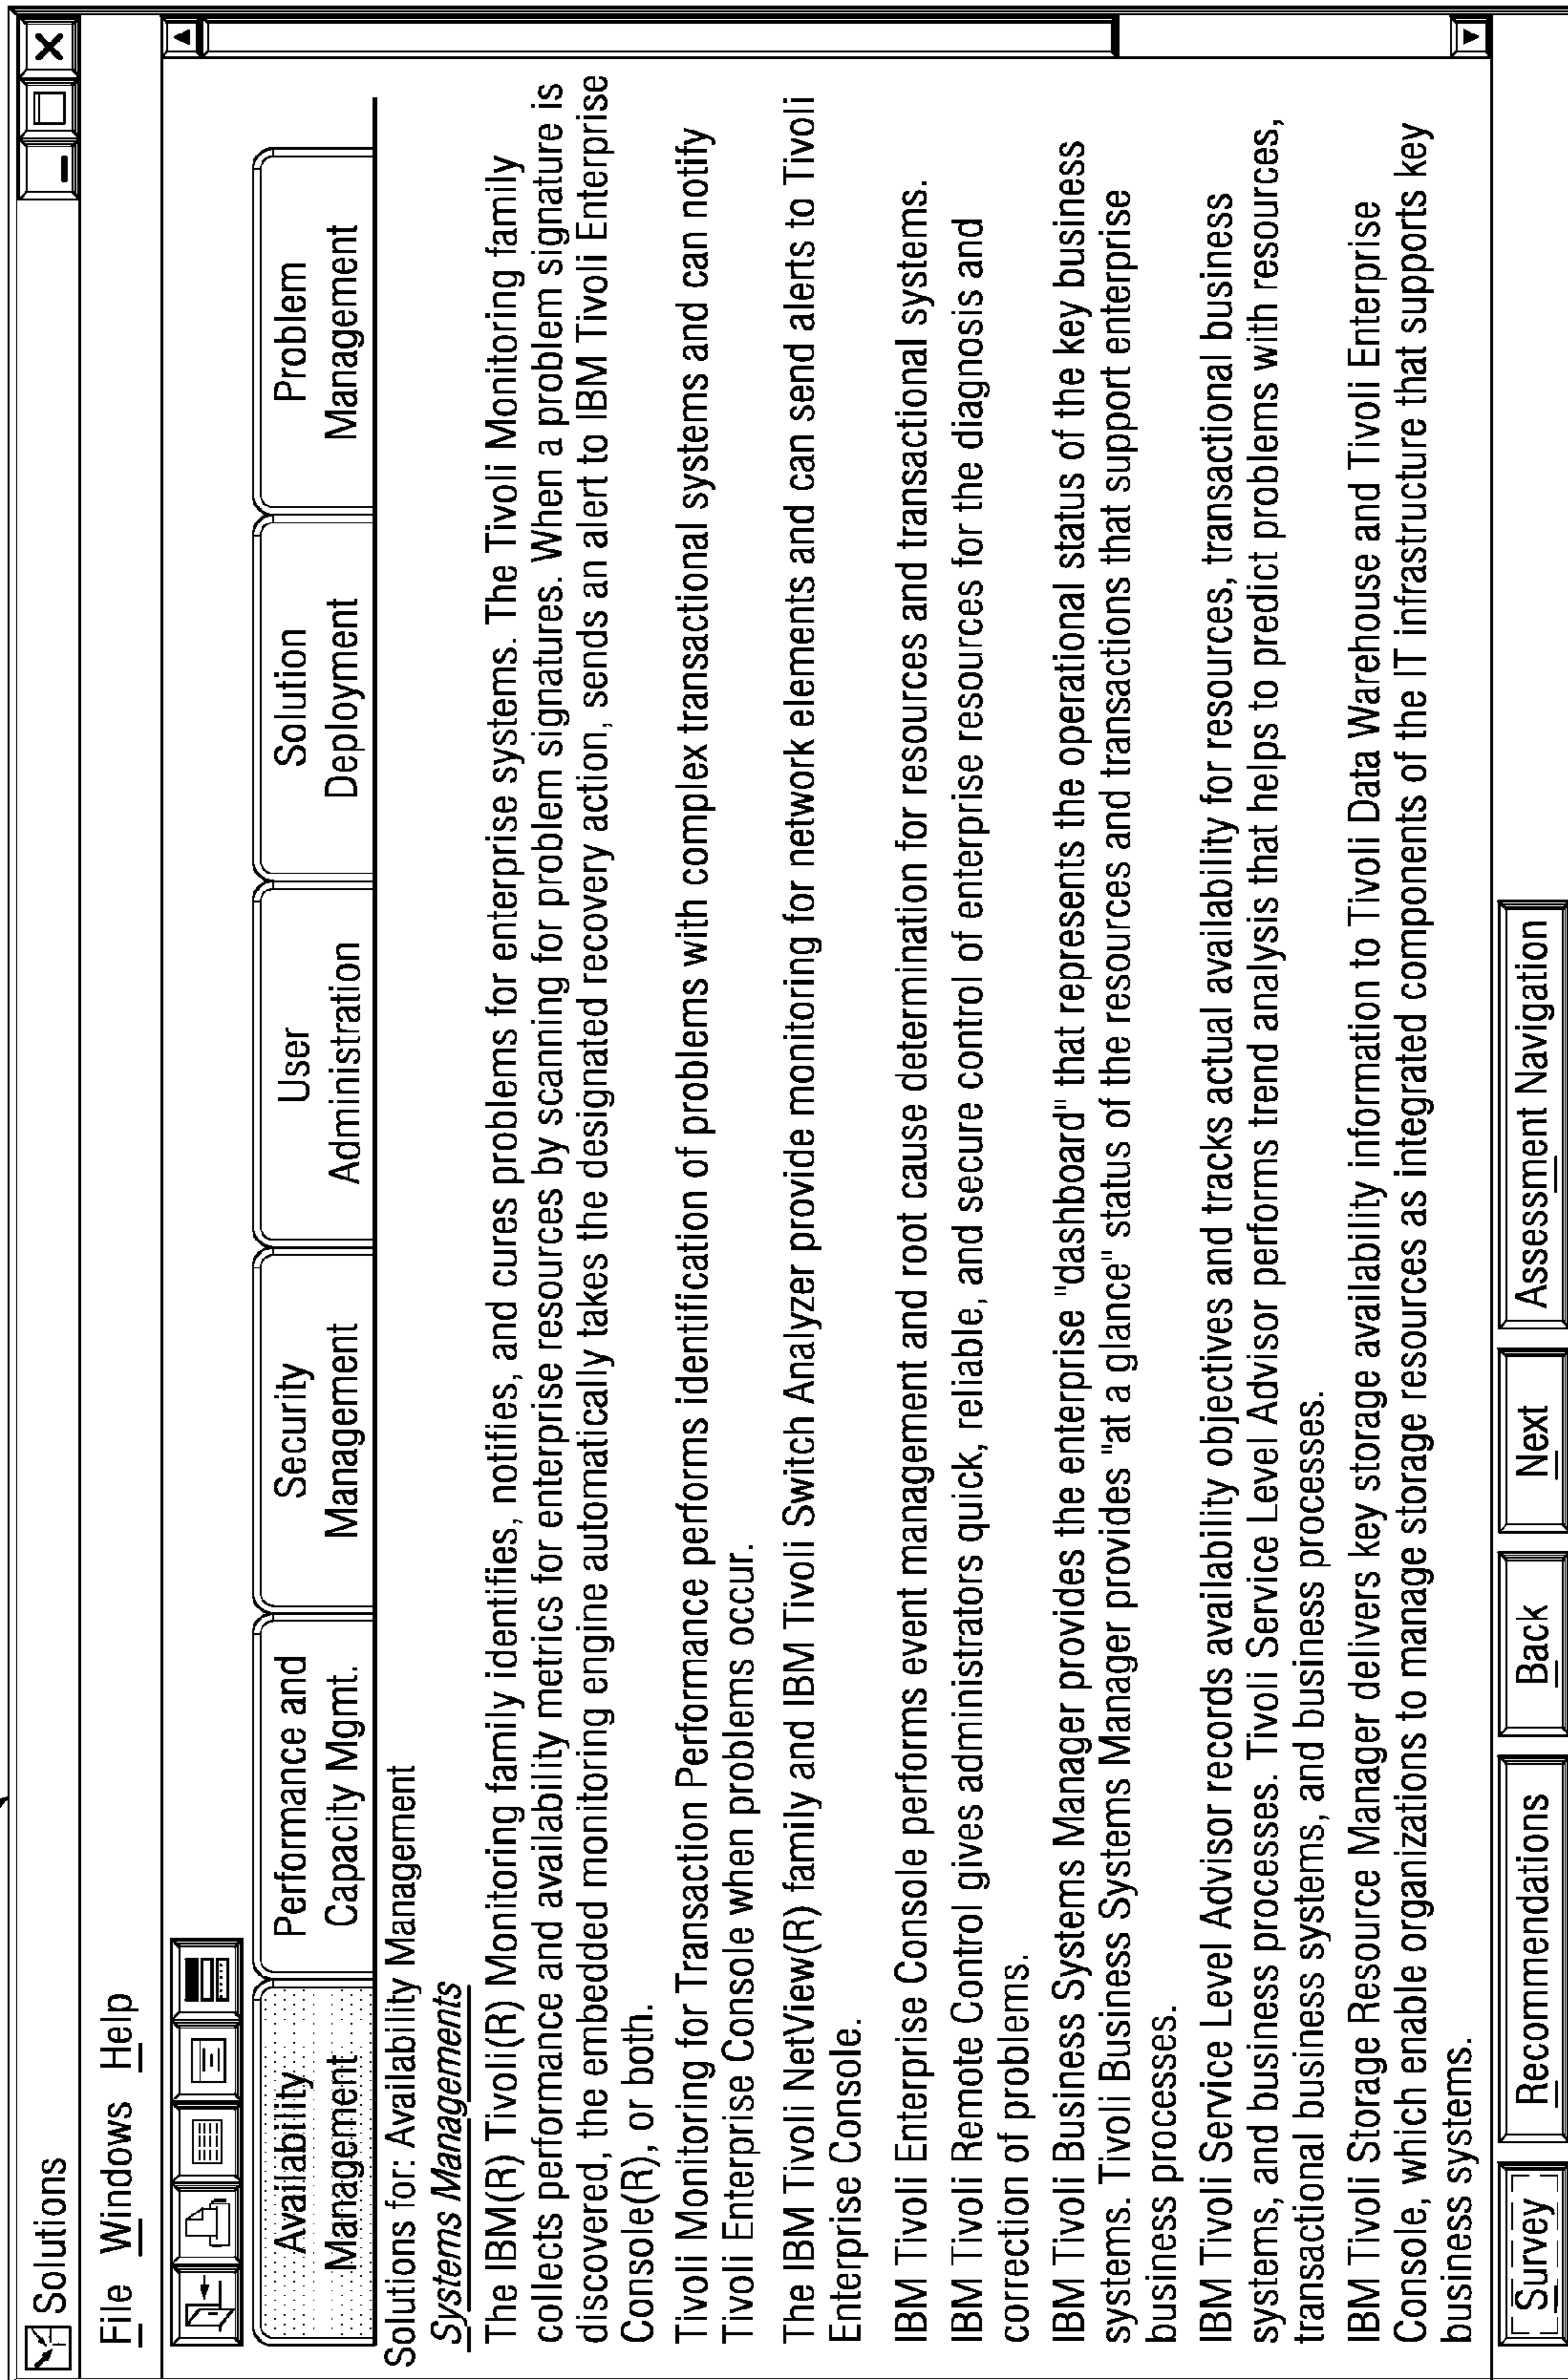 Solutions
File Windows Help
Availability Management
Performance and Capacity Mgmt.
Security Management
User Administration
Solution Deployment
Problem Management
Solutions for: Availability Management
Systems Managements
The IBM(R) Tivoli(R) Monitoring family identifies, notifies, and cures problems for enterprise systems. The Tivoli Monitoring family
collects performance and availability metrics for enterprise resources by scanning for problem signatures. When a problem signature is
discovered, the embedded monitoring engine automatically takes the designated recovery action, sends an alert to IBM Tivoli Enterprise
Console(R), or both.
Tivoli Monitoring for Transaction Performance performs identification of problems with complex transactional systems and can notify
Tivoli Enterprise Console when problems occur.
The IBM Tivoli NetView(R) family and IBM Tivoli Switch Analyzer provide monitoring for network elements and can send alerts to Tivoli
Enterprise Console.
IBM Tivoli Enterprise Console performs event management and root cause determination for resources and transactional systems.
IBM Tivoli Remote Control gives administrators quick, reliable, and secure control of enterprise resources for the diagnosis and
correction of problems.
IBM Tivoli Business Systems Manager provides the enterprise "dashboard" that represents the operational status of the key business
systems. Tivoli Business Systems Manager provides "at a glance" status of the resources and transactions that support enterprise
business processes.
IBM Tivoli Service Level Advisor records availability objectives and tracks actual availability for resources, transactional business
systems, and business processes. Tivoli Service Level Advisor performs trend analysis that helps to predict problems with resources,
transactional business systems, and business processes.
IBM Tivoli Storage Resource Manager delivers key storage availability information to Tivoli Data Warehouse and Tivoli Enterprise
Console, which enable organizations to manage storage resources as integrated components of the IT infrastructure that supports key
business systems.
Survey Recommendations Back Next Assessment Navigation